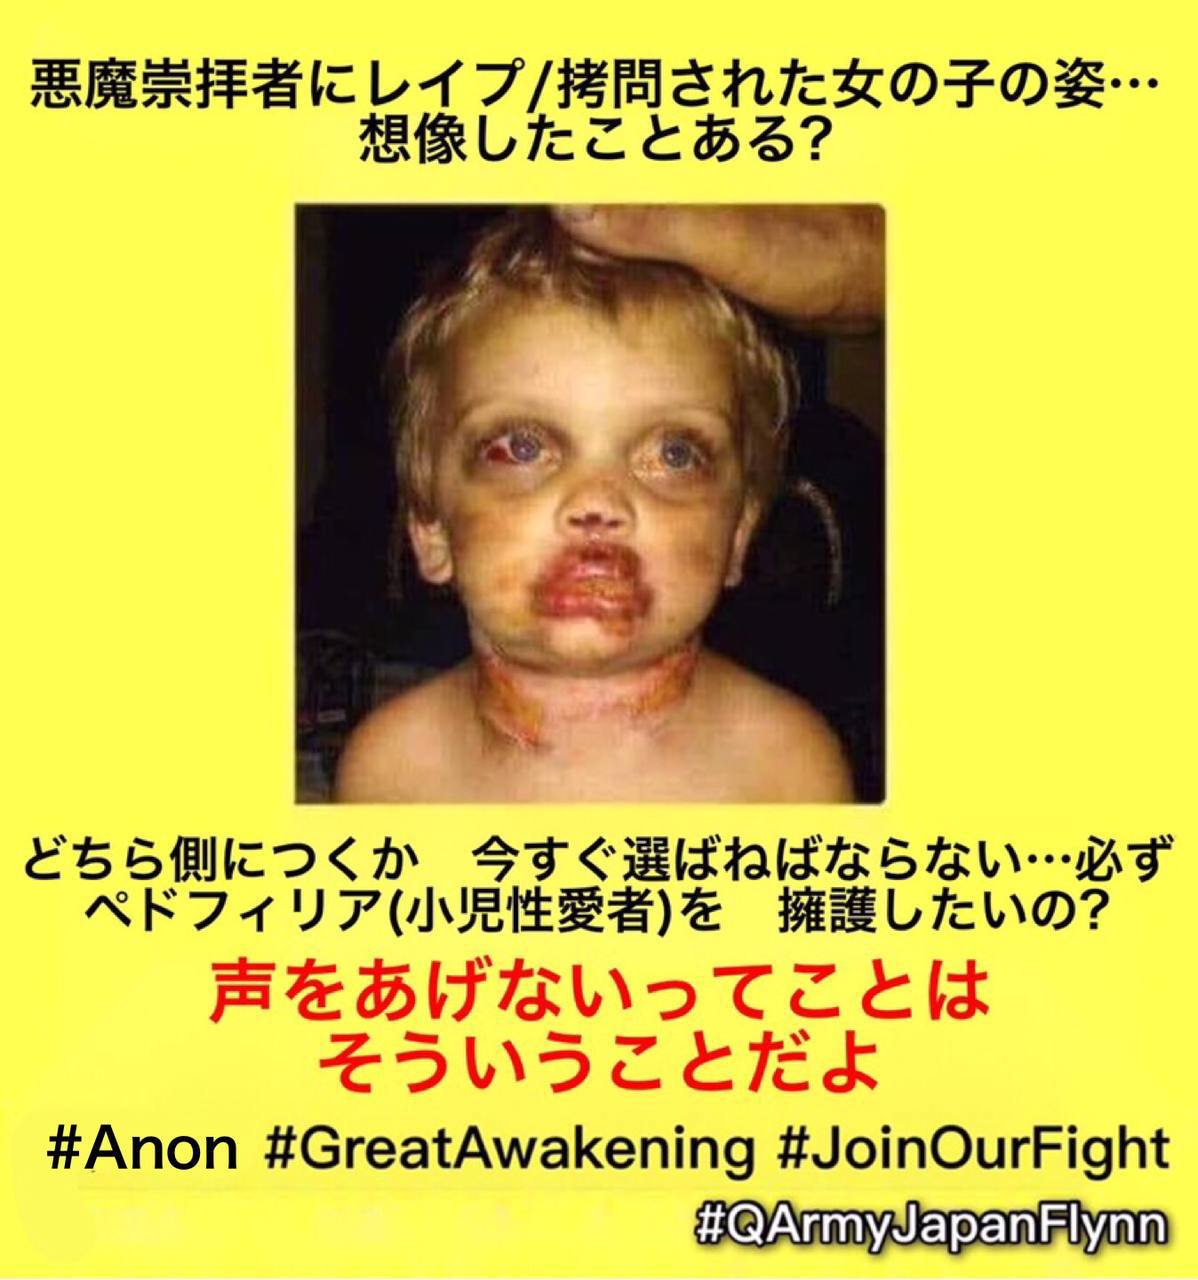 悪魔崇拝者にレイプ/拷問された女の子の姿…
想像したことある?
どちら側につくか　今すぐ選ばねばならない…必ず
ペドフィリア(小児性愛者)を　擁護したいの?
声をあげないってことは
そういうことだよ
#Anon #GreatAwakening #JoinOurFight
#QArmyJapanFlynn